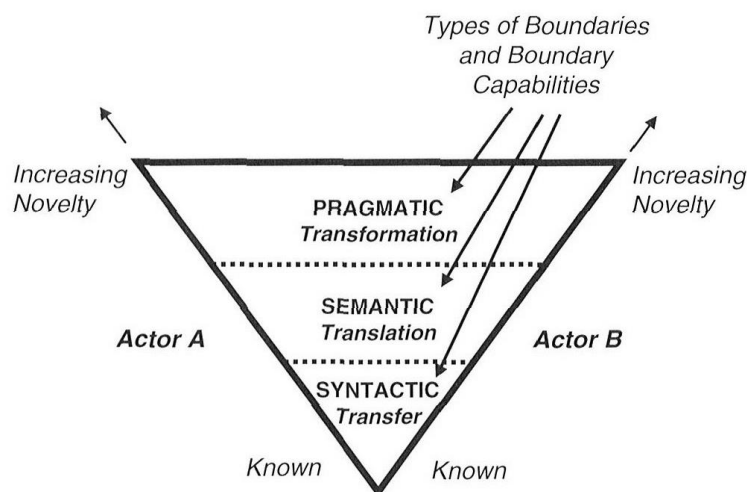 Types of Boundaries
and Boundary
Capabilities
Increasing
Novelty
Increasing
Novelty
PRAGMATIC
Transformation
SEMANTIC
Translation
Actor A
Actor B
SYNTACTIC
Transfer
Known
Known